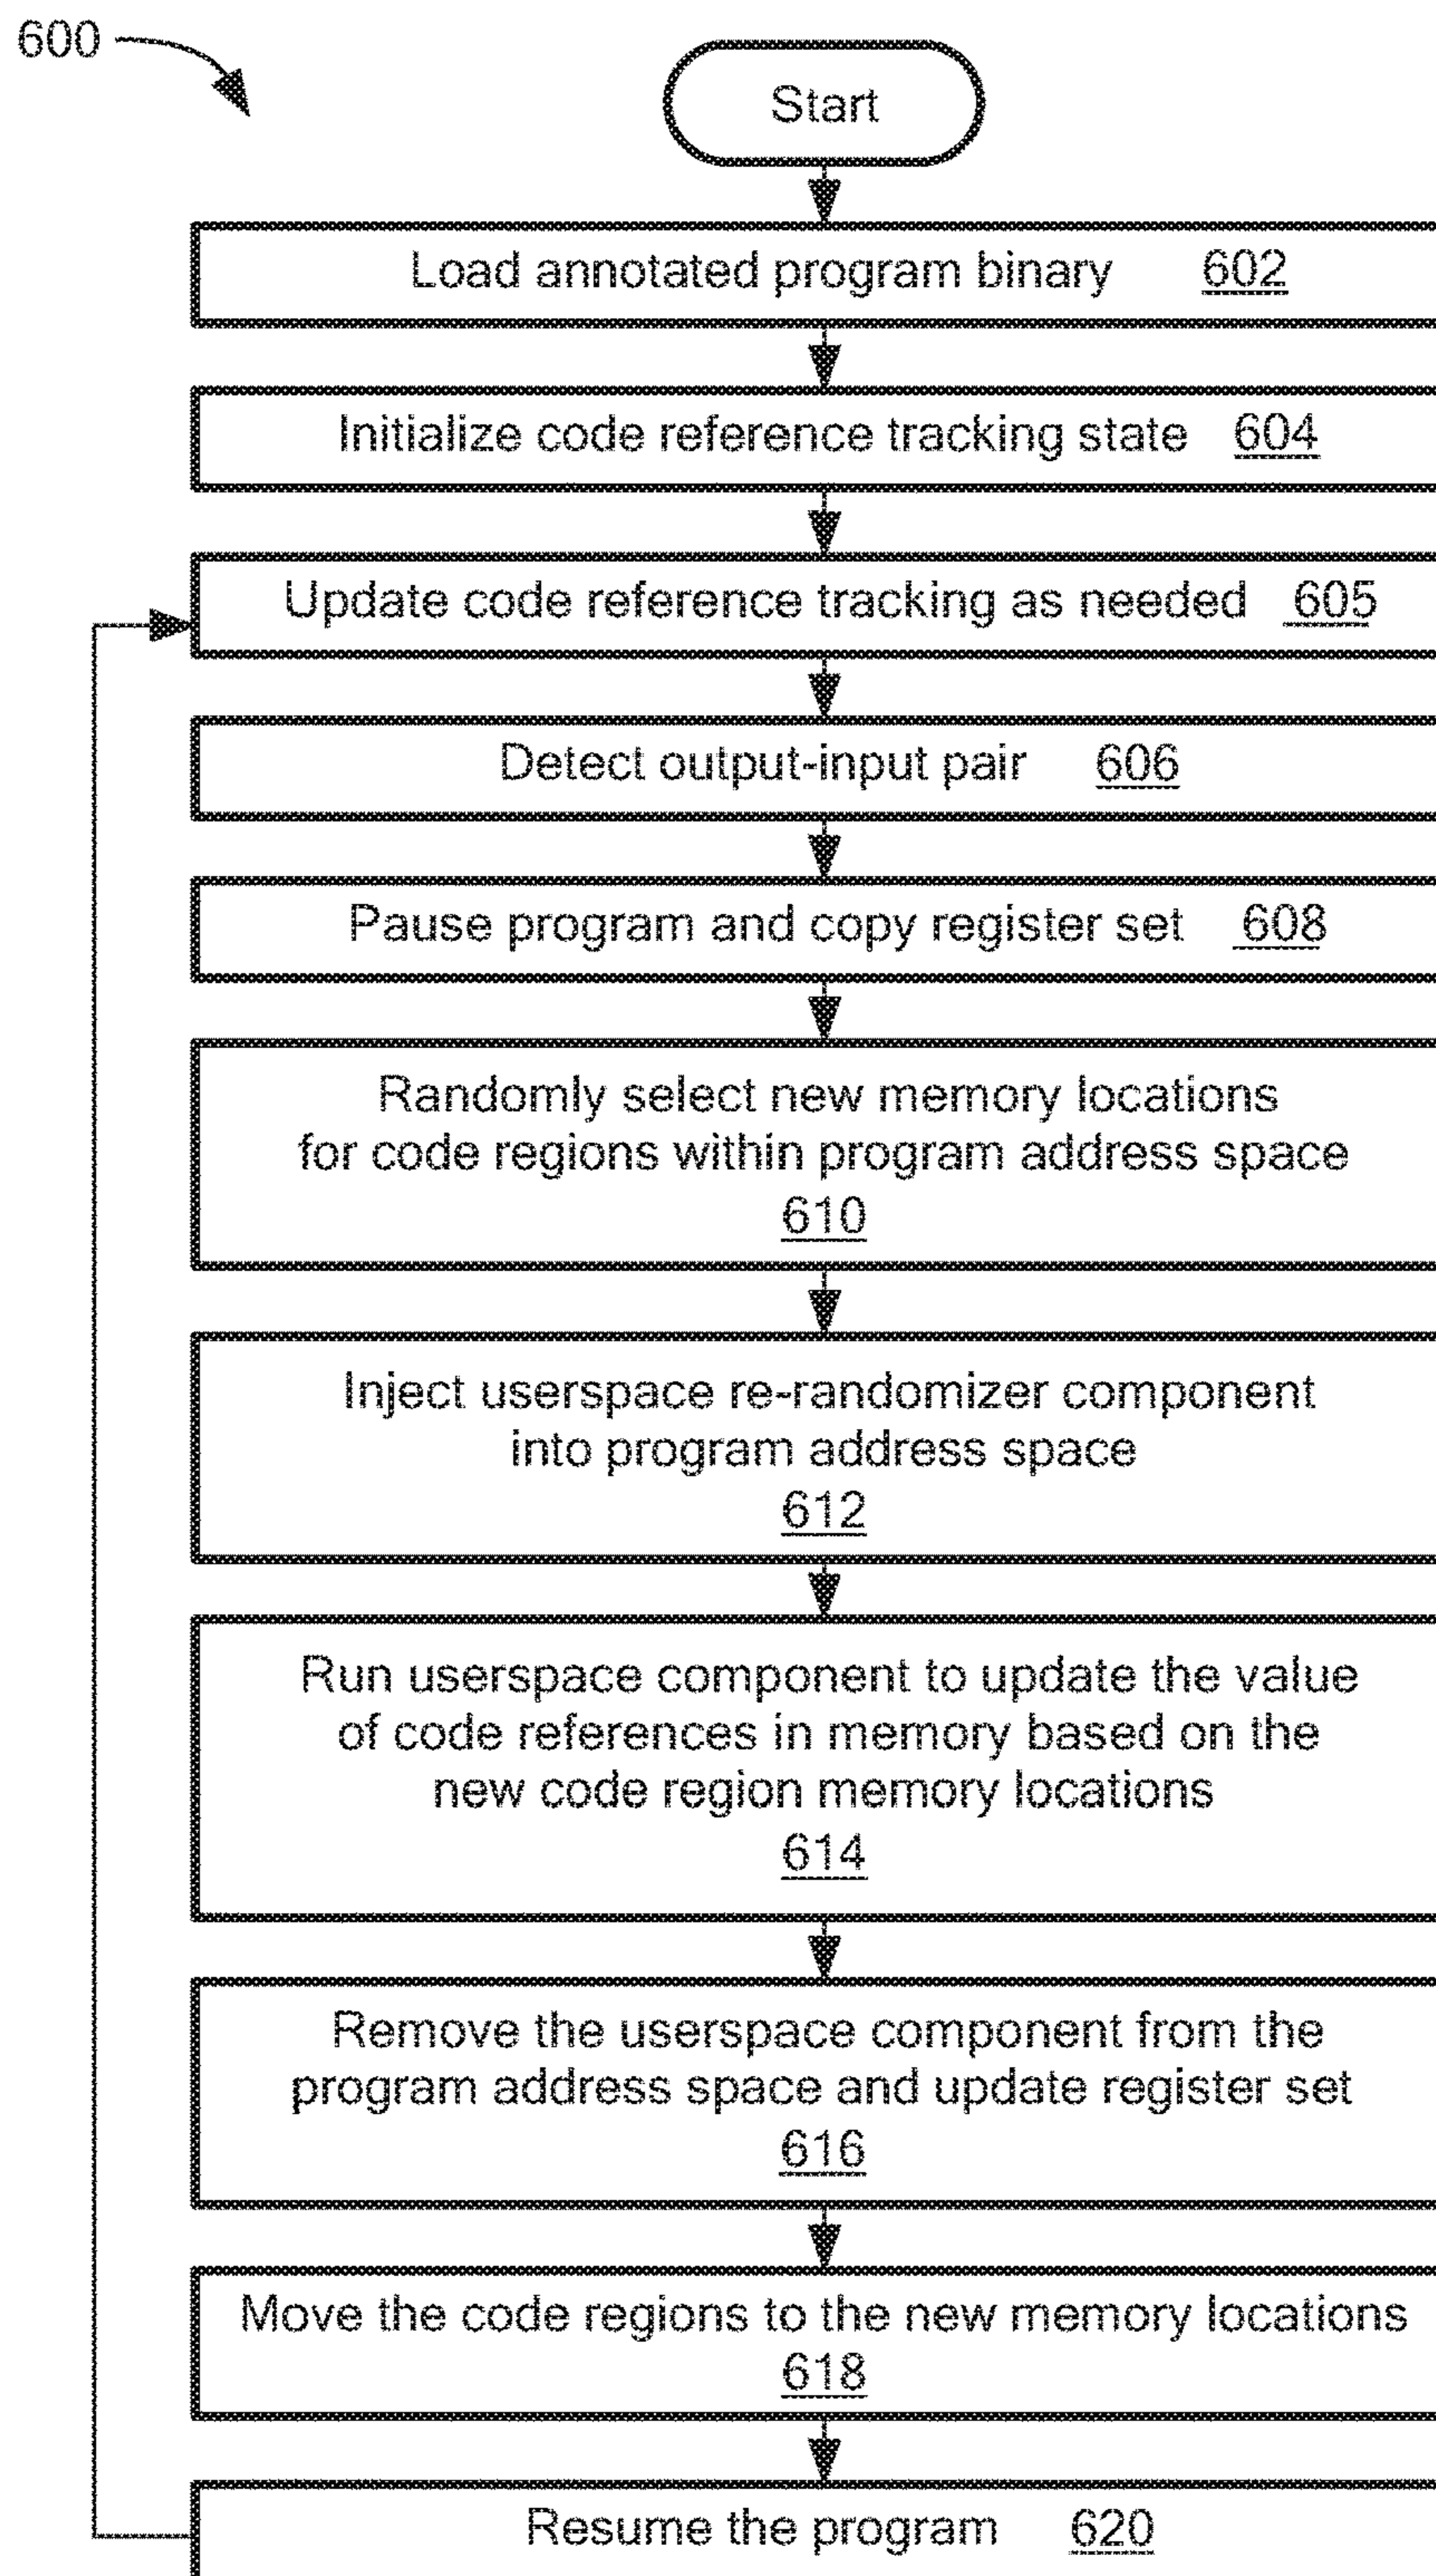 600
Start
Load annotated program binary 602
Initialize code reference tracking state 604
Update code reference tracking as needed 605
Detect output-input pair 606
Pause program and copy register set 608
Randomly select new memory locations
for code regions within program address space
610
Inject userspace re-randomizer component
into program address space
612
Run userspace component to update the value
of code references in memory based on the
new code region memory locations
614
Remove the userspace component from the
program address space and update register set
616
Move the code regions to the new memory locations
618
Resume the program 620